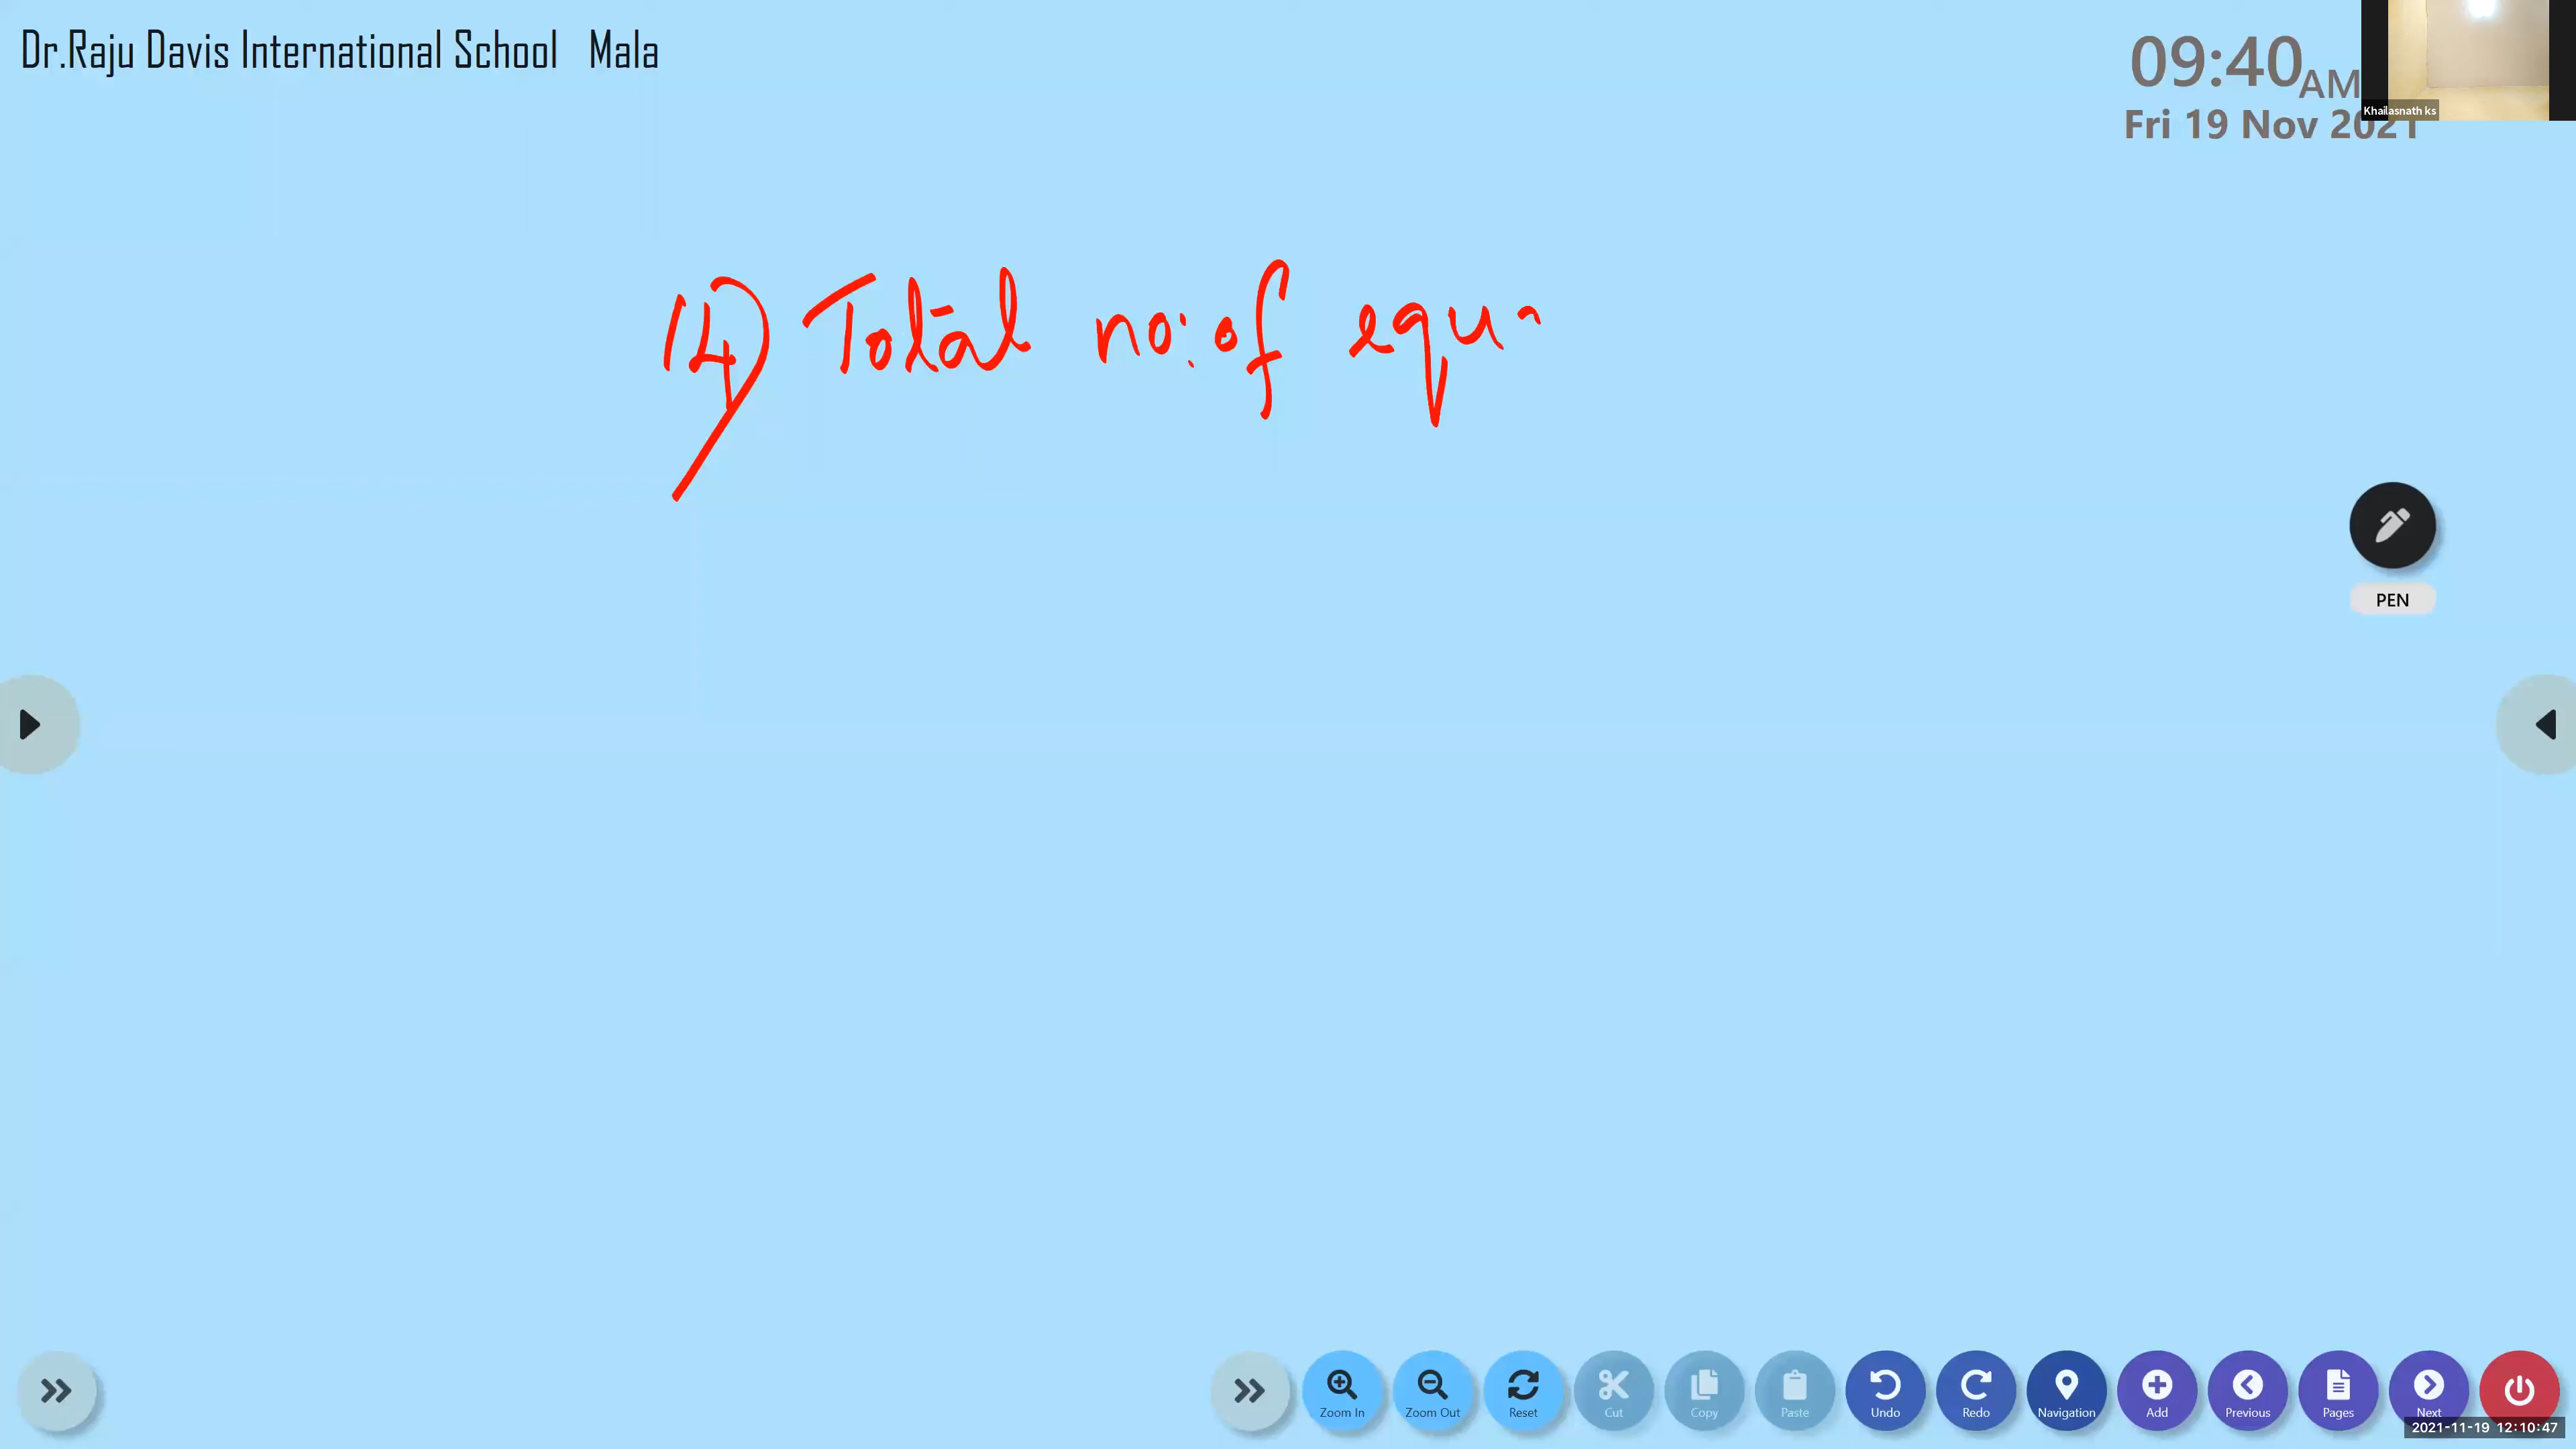 Dr.Raju Davis International School Mala
09:40 AM
Khailasnath ks
Fri 19 Nov 2021
14) Total no: of equ
PEN
Zoom In
Zoom Out
Reset
Cut
Copy
Paste
Undo
Redo
Navigation
Add
Previous
Pages
Next
2021-11-19 12:10:47